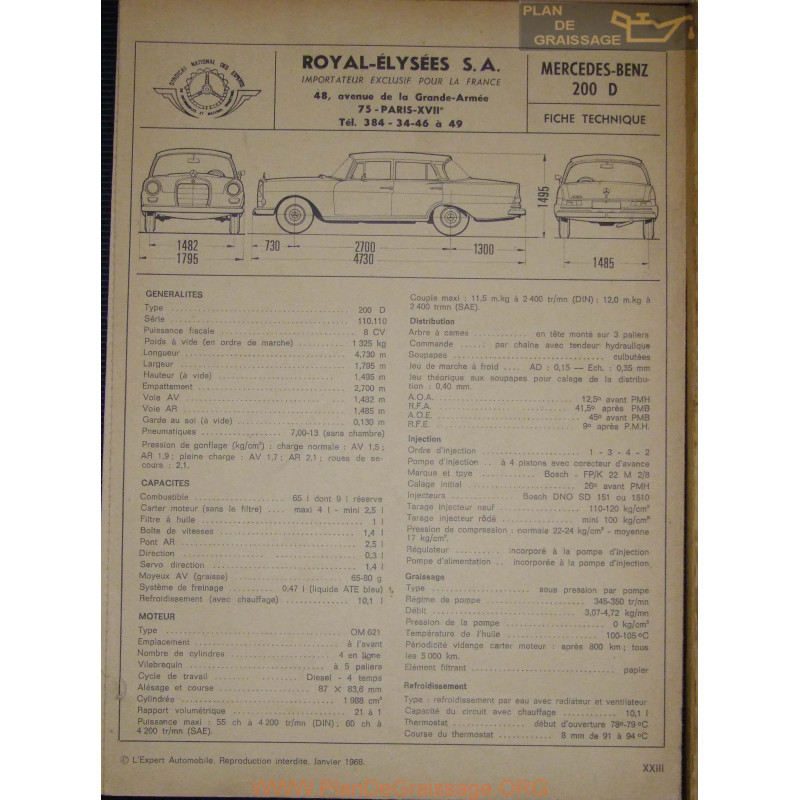 PLAN
DE
GRAISSAGE
SYNDICAT NATIONAL DES EXPERTS
ROYAL-ÉLYSÉES S.A.
IMPORTATEUR EXCLUSIF POUR LA FRANCE
48, avenue de la Grande-Armée
75 - PARIS-XVIIe
Tél. 384 - 34-46 à 49
MERCEDES-BENZ
200 D
FICHE TECHNIQUE
1482
1795
730
2700
1300
4730
1495
1485
GENERALITES
Type ........ 200 D
Série ........ 110.110
Puissance fiscale ........ 8 CV
Poids à vide (en ordre de marche) ........ 1 325 kg
Longueur ........ 4,730 m
Largeur ........ 1,795 m
Hauteur (à vide) ........ 1,495 m
Empattement ........ 2,700 m
Voie AV ........ 1,482 m
Voie AR ........ 1,485 m
Garde au sol (à vide) ........ 0,130 m
Pneumatiques ........ 7,00-13 (sans chambre)
Pression de gonflage (kg/cm²) : charge normale : AV 1,5 ;
AR 1,9 ; pleine charge : AV 1,7 ; AR 2,1 ; roues de se-
cours : 2,1.
CAPACITES
Combustible ........ 65 l dont 9 l réserve
Carter moteur (sans le filtre) .... maxi 4 l - mini 2,5 l
Filtre à huile ........ 1 l
Boîte de vitesses ........ 1,4 l
Pont AR ........ 2,5 l
Direction ........ 0,3 l
Servo direction ........ 1,4 l
Moyeux AV (graisse) ........ 65-80 g
Système de freinage ........ 0,47 l (liquide ATE bleu)
Refroidissement (avec chauffage) ........ 10,1 l
MOTEUR
Type ........ OM 621
Emplacement ........ à l'avant
Nombre de cylindres ........ 4 en ligne
Vilebrequin ........ à 5 paliers
Cycle de travail ........ Diesel - 4 temps
Alésage et course ........ 87 × 83,6 mm
Cylindrée ........ 1 988 cm³
Rapport volumétrique ........ 21 à 1
Puissance maxi : 55 ch à 4 200 tr/mn (DIN) ; 60 ch à
4 200 tr/mn (SAE).
Couple maxi : 11,5 m.kg à 2 400 tr/mn (DIN) ; 12,0 m.kg à
2 400 trmn (SAE).
Distribution
Arbre à cames ........ en tête monté sur 3 paliers
Commande ........ par chaîne avec tendeur hydraulique
Soupapes ........ culbutées
Jeu de marche à froid .... AD : 0,15 — Ech. : 0,35 mm
Jeu théorique aux soupapes pour calage de la distribu-
tion : 0,40 mm.
A.O.A. ........ 12,5° avant PMH
R.F.A. ........ 41,5° après PMB
A.O.E. ........ 45° avant PMB
R.F.E. ........ 9° après P.M.H.
Injection
Ordre d'injection ........ 1 - 3 - 4 - 2
Pompe d'injection .. à 4 pistons avec correcteur d'avance
Marque et tpye ........ Bosch - FP/K 22 M 2/8
Calage initial ........ 26° avant PMH
Injecteurs ........ Bosch DNO SD 151 ou 1510
Tarage injecteur neuf ........ 110-120 kg/cm²
Tarage injecteur rôdé ........ mini 100 kg/cm²
Pression de compression : normale 22-24 kg/cm² - moyenne
17 kg/cm².
Régulateur ........ incorporé à la pompe d'injection
Pompe d'alimentation .. incorporée à la pompe d'injection
Graissage
Type ........ sous pression par pompe
Régime de pompe ........ 345-350 tr/mn
Débit ........ 3,07-4,72 kg/mn
Pression de la pompe ........ 0 kg/cm²
Température de l'huile ........ 100-105 °C
Périodicité vidange carter moteur : après 800 km ; tous
les 5 000 km.
Elément filtrant ........ papier
Refroidissement
Type : refroidissement par eau avec radiateur et ventilateur
Capacité du circuit avec chauffage ........ 10,1 l
Thermostat ........ début d'ouverture 78°-79 °C
Course du thermostat ........ 8 mm de 91 à 94 °C
© L'Expert Automobile. Reproduction interdite. Janvier 1968.
XXIII
www.PlanDeGraissage.ORG